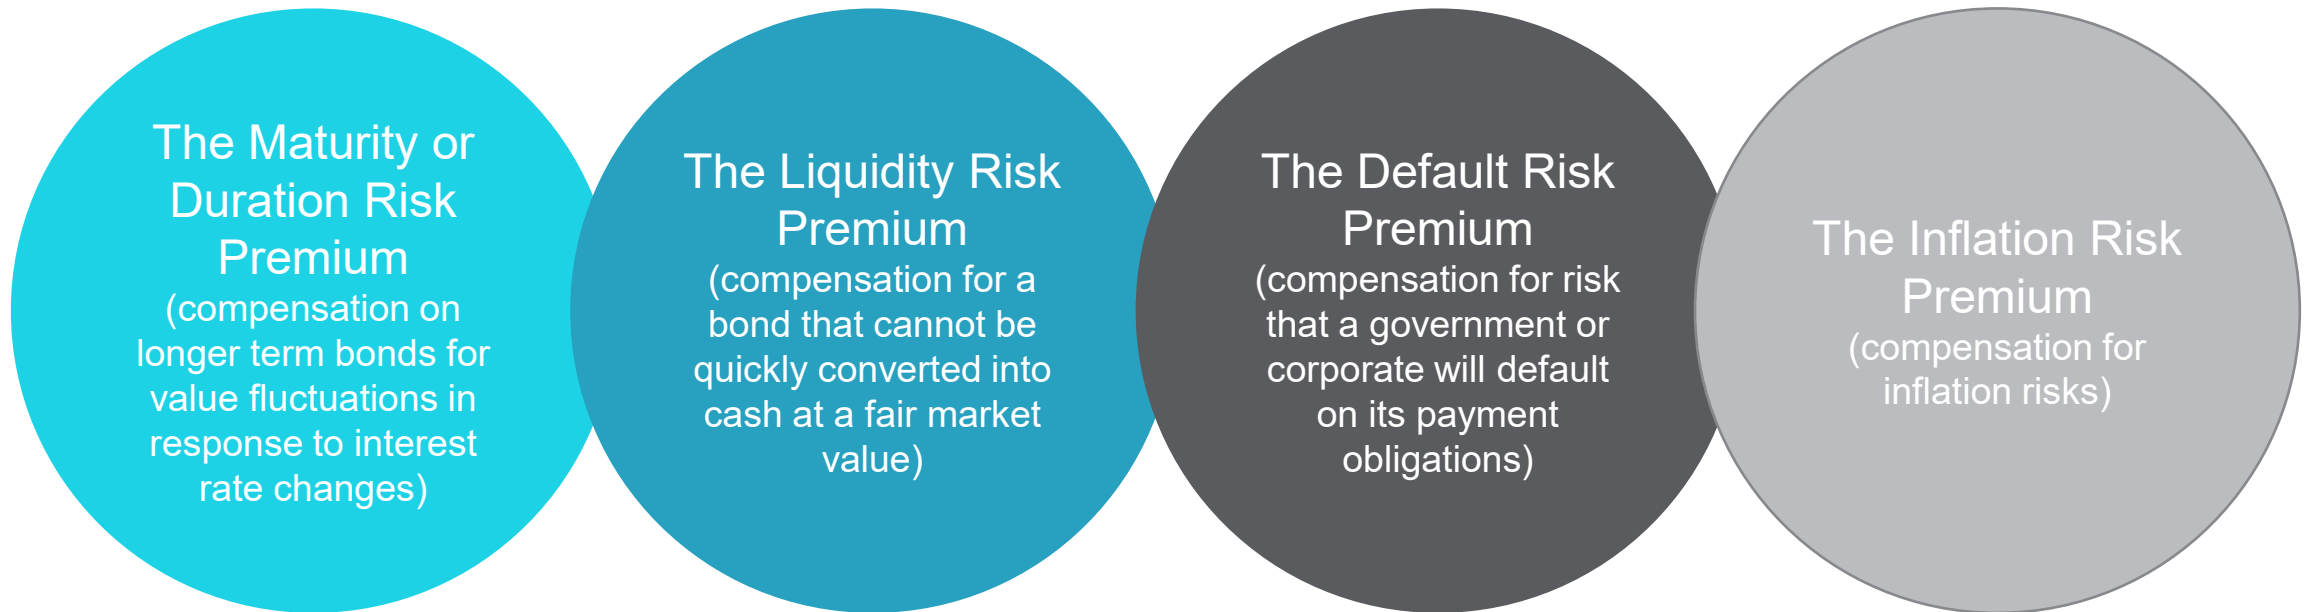 The Maturity or
Duration Risk
Premium
(compensation on
longer term bonds for
value fluctuations in
response to interest
rate changes)
The Liquidity Risk
Premium
(compensation for a
bond that cannot be
quickly converted into
cash at a fair market
value)
The Default Risk
Premium
(compensation for risk
that a government or
corporate will default
on its payment
obligations)
The Inflation Risk
Premium
(compensation for
inflation risks)